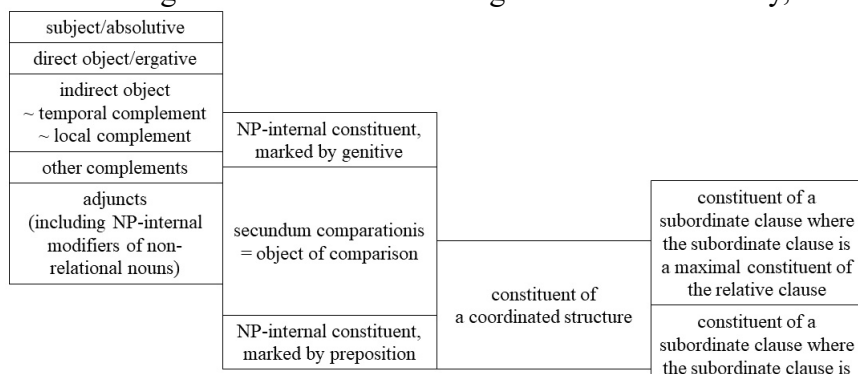 subject/absolutive
direct object/ergative
indirect object
~ temporal complement
~ local complement
other complements
adjuncts
(including NP-internal
modifiers of non-
relational nouns)
NP-internal constituent,
marked by genitive
secundum comparationis
= object of comparison
NP-internal constituent,
marked by preposition
constituent of
a coordinated structure
constituent of a
subordinate clause where
the subordinate clause is
a maximal constituent of
the relative clause
constituent of a
subordinate clause where
the subordinate clause is